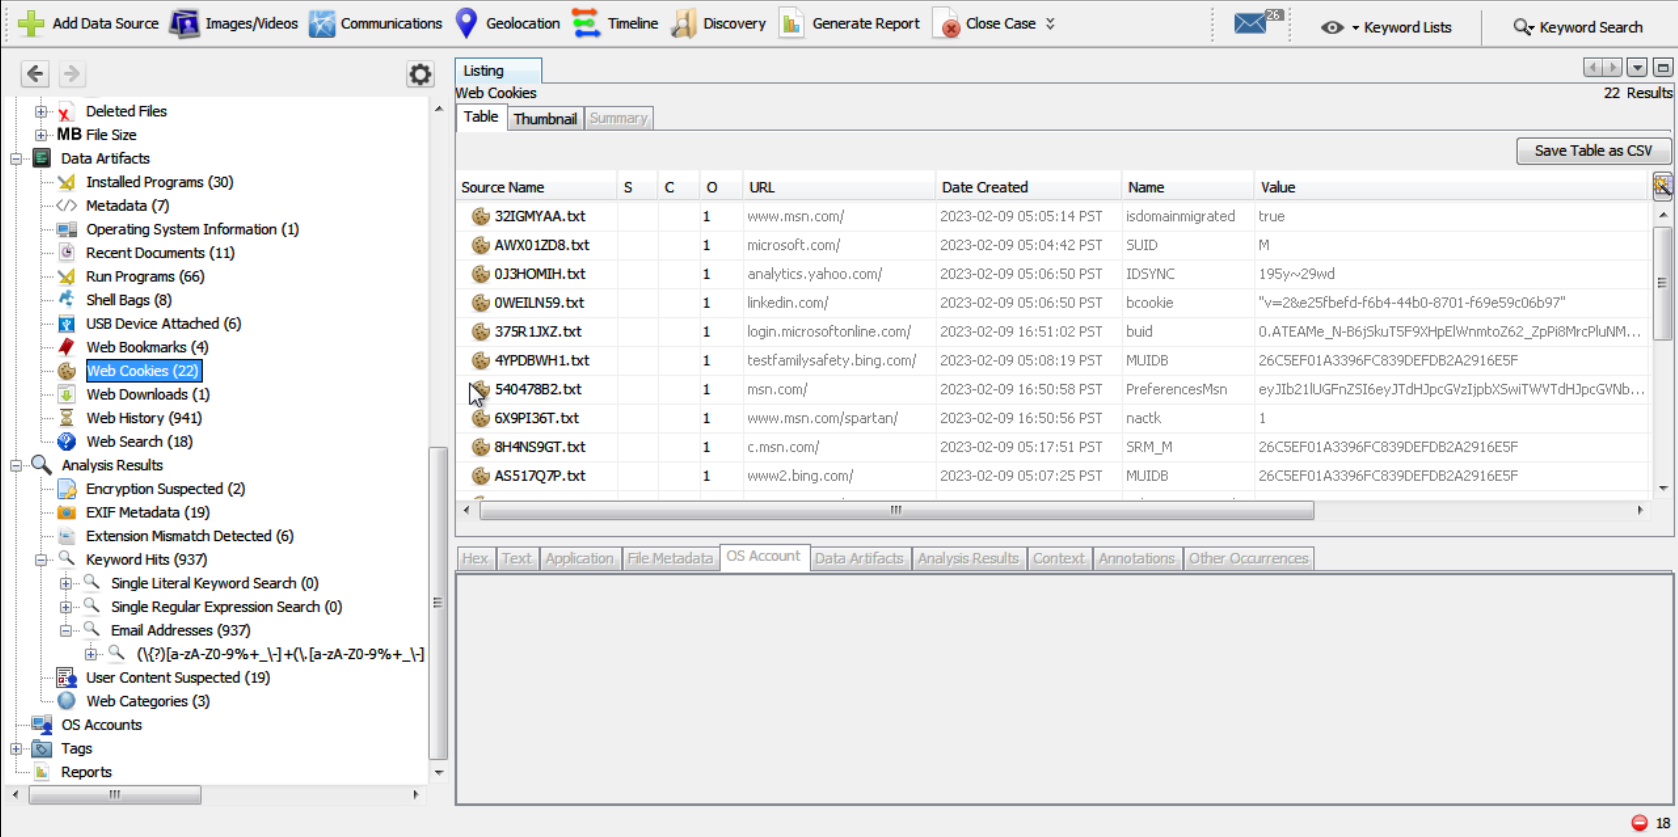 Add Data Source Images/Videos Communications Geolocation Timeline Discovery Generate Report Close Case 26 Keyword Lists Keyword Search
Deleted Files
MB File Size
Data Artifacts
Installed Programs (30)
Metadata (7)
Operating System Information (1)
Recent Documents (11)
Run Programs (66)
Shell Bags (8)
USB Device Attached (6)
Web Bookmarks (4)
Web Cookies (22)
Web Downloads (1)
Web History (941)
Web Search (18)
Analysis Results
Encryption Suspected (2)
EXIF Metadata (19)
Extension Mismatch Detected (6)
Keyword Hits (937)
Single Literal Keyword Search (0)
Single Regular Expression Search (0)
Email Addresses (937)
(\{?)[a-zA-Z0-9%+_\-]+(\.[a-zA-Z0-9%+_\-]
User Content Suspected (19)
Web Categories (3)
OS Accounts
Tags
Reports
Listing
Web Cookies 22 Results
Table Thumbnail Summary
Save Table as CSV
Source Name S C O URL Date Created Name Value
32IGMYAA.txt 1 www.msn.com/ 2023-02-09 05:05:14 PST isdomainmigrated true
AWX01ZD8.txt 1 microsoft.com/ 2023-02-09 05:04:42 PST SUID M
0J3HOMIH.txt 1 analytics.yahoo.com/ 2023-02-09 05:06:50 PST IDSYNC 195y~29wd
0WEILN59.txt 1 linkedin.com/ 2023-02-09 05:06:50 PST bcookie "v=2&e25fbefd-f6b4-44b0-8701-f69e59c06b97"
375R1JXZ.txt 1 login.microsoftonline.com/ 2023-02-09 16:51:02 PST buid 0.ATEAMe_N-B6jSkuT5F9XHpElWnmtoZ62_ZpPi8MrcPluNM...
4YPDBWH1.txt 1 testfamilysafety.bing.com/ 2023-02-09 05:08:19 PST MUIDB 26C5EF01A3396FC839DEFDB2A2916E5F
540478B2.txt 1 msn.com/ 2023-02-09 16:50:58 PST PreferencesMsn eyJIb21lUGFnZSI6eyJTdHJpcGVzIjpbXSwiTWVTdHJpcGVNb...
6X9PI36T.txt 1 www.msn.com/spartan/ 2023-02-09 16:50:56 PST nactk 1
8H4NS9GT.txt 1 c.msn.com/ 2023-02-09 05:17:51 PST SRM_M 26C5EF01A3396FC839DEFDB2A2916E5F
AS517Q7P.txt 1 www2.bing.com/ 2023-02-09 05:07:25 PST MUIDB 26C5EF01A3396FC839DEFDB2A2916E5F
Hex Text Application File Metadata OS Account Data Artifacts Analysis Results Context Annotations Other Occurrences
18